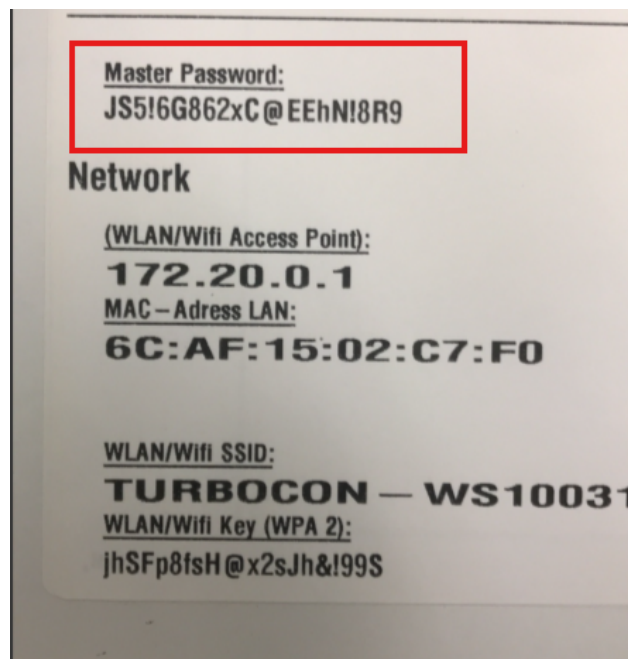 Master Password:
JS5!6G862xC@EEhN!8R9
Network
(WLAN/Wifi Access Point):
172.20.0.1
MAC-Adress LAN:
6C:AF:15:02:C7:F0
WLAN/Wifi SSID:
TURBOCON - WS10031
WLAN/Wifi Key (WPA 2):
jhSFp8fsH@x2sJh&!99S